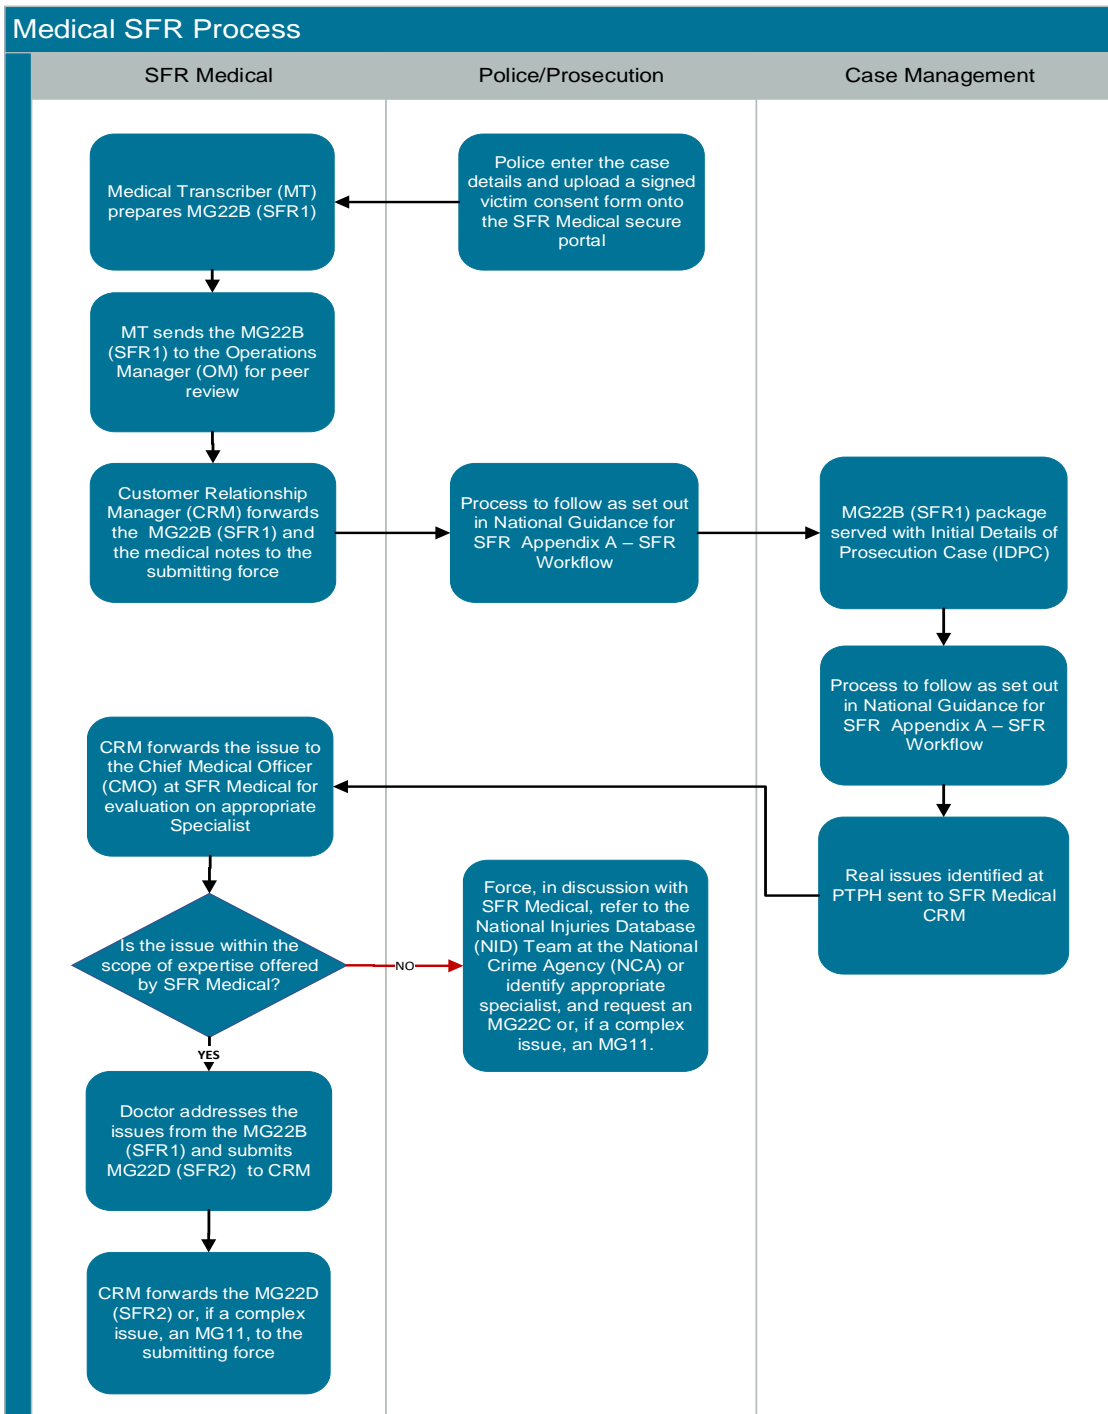 Medical SFR Process
SFR Medical
Police/Prosecution
Case Management
Police enter the case
details and upload a signed
victim consent form onto
the SFR Medical secure
portal
Medical Transcriber (MT)
prepares MG22B (SFR1)
MT sends the MG22B
(SFR1) to the Operations
Manager (OM) for peer
review
Customer Relationship
Manager (CRM) forwards
the MG22B (SFR1) and
the medical notes to the
submitting force
Process to follow as set out
in National Guidance for
SFR Appendix A – SFR
Workflow
MG22B (SFR1) package
served with Initial Details of
Prosecution Case (IDPC)
Process to follow as set out
in National Guidance for
SFR Appendix A – SFR
Workflow
Real issues identified at
PTPH sent to SFR Medical
CRM
CRM forwards the issue to
the Chief Medical Officer
(CMO) at SFR Medical for
evaluation on appropriate
Specialist
Is the issue within the
scope of expertise offered
by SFR Medical?
NO
Force, in discussion with
SFR Medical, refer to the
National Injuries Database
(NID) Team at the National
Crime Agency (NCA) or
identify appropriate
specialist, and request an
MG22C or, if a complex
issue, an MG11.
YES
Doctor addresses the
issues from the MG22B
(SFR1) and submits
MG22D (SFR2) to CRM
CRM forwards the MG22D
(SFR2) or, if a complex
issue, an MG11, to the
submitting force